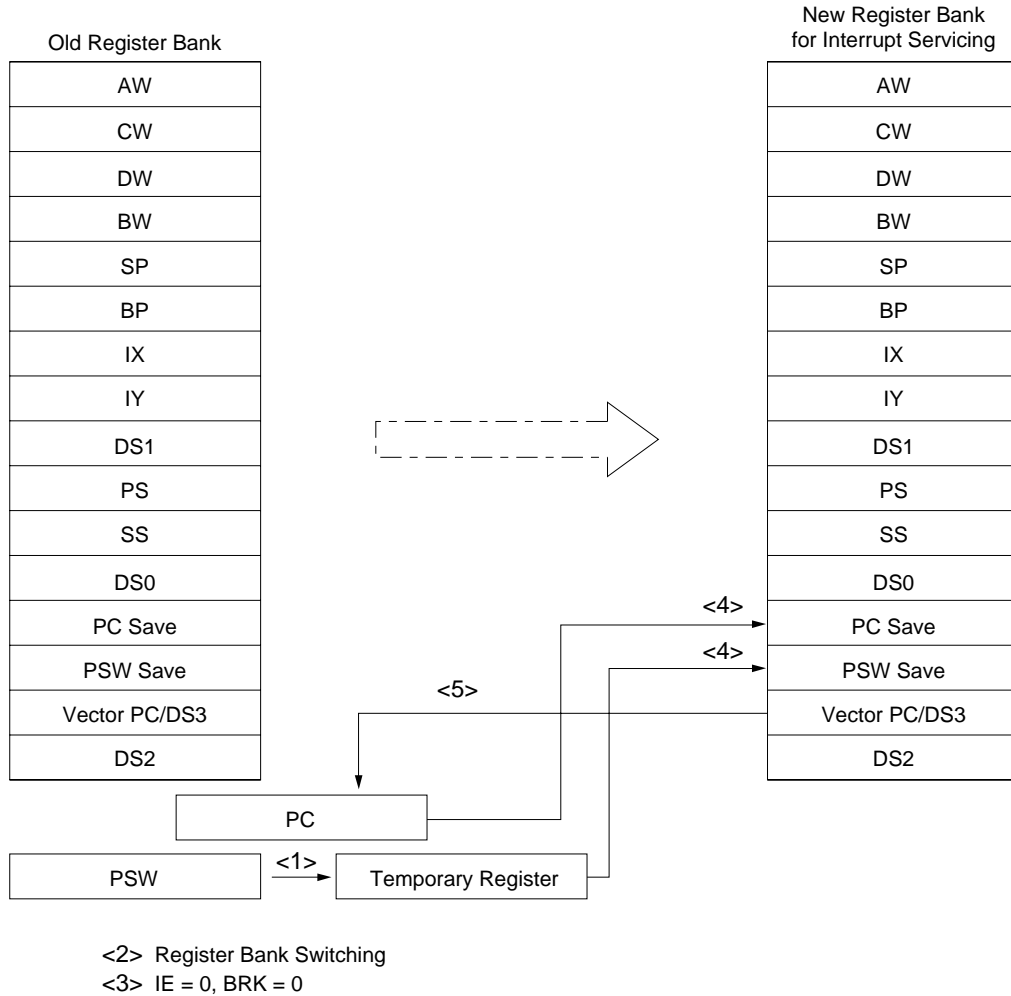 Old Register Bank
AW
CW
DW
BW
SP
BP
IX
IY
DS1
PS
SS
DS0
PC Save
PSW Save
Vector PC/DS3
DS2
New Register Bank
for Interrupt Servicing
AW
CW
DW
BW
SP
BP
IX
IY
DS1
PS
SS
DS0
PC Save
PSW Save
Vector PC/DS3
DS2
<4>
<4>
<5>
PC
PSW
<1>
Temporary Register
<2> Register Bank Switching
<3> IE = 0, BRK = 0